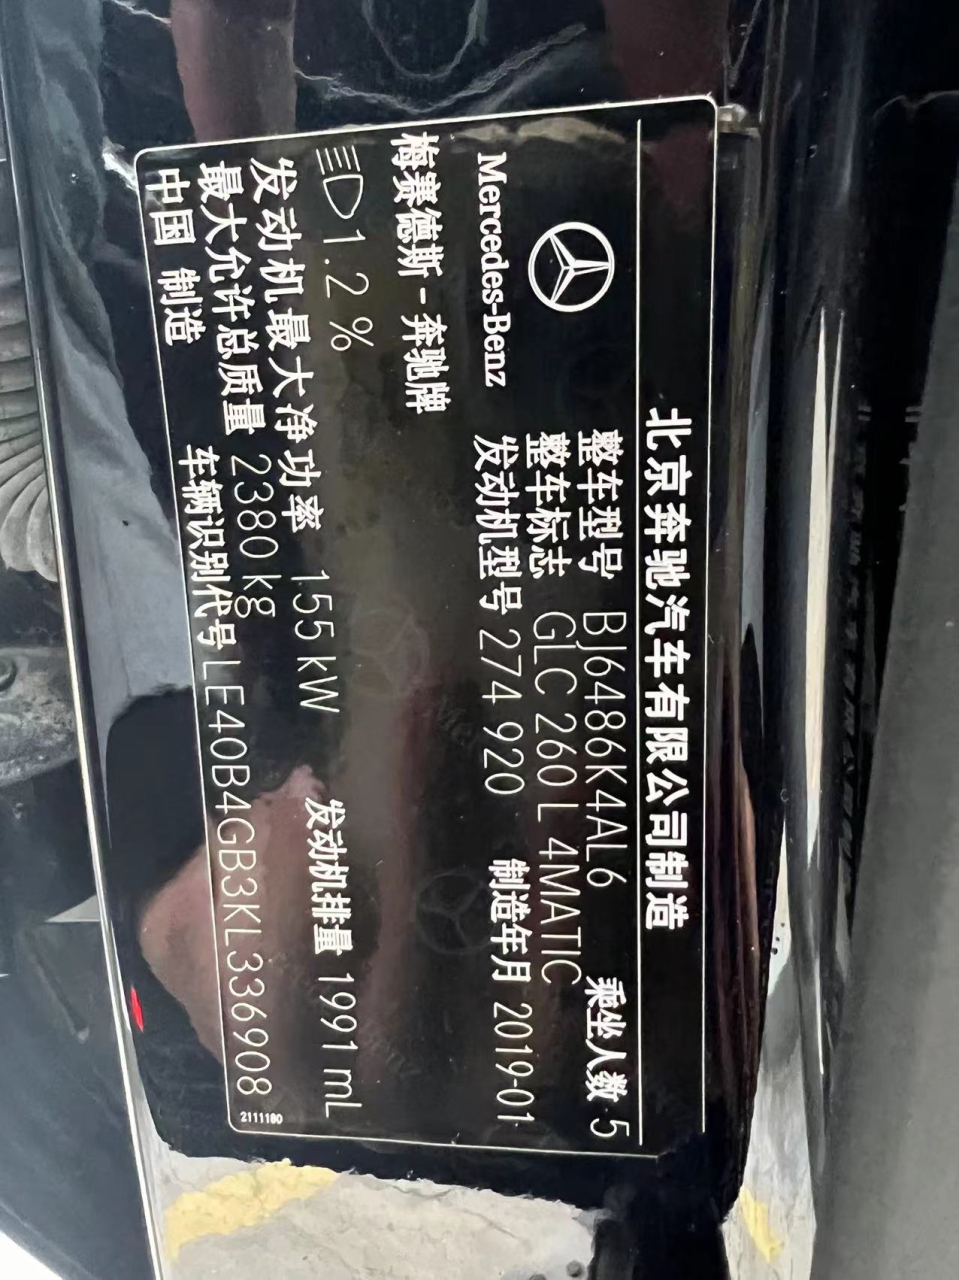 北京奔驰汽车有限公司制造
整车型号 BJ6486K4AL6 乘坐人数 5
整车标志 GLC 260 L 4MATIC
Mercedes-Benz 发动机型号 274 920 制造年月 2019-01
梅赛德斯-奔驰牌
1.2%
发动机最大净功率 155 kW 发动机排量 1991 mL
最大允许总质量 2380 kg
中国 制造 车辆识别代号 LE40B4GB3KL336908
2111180